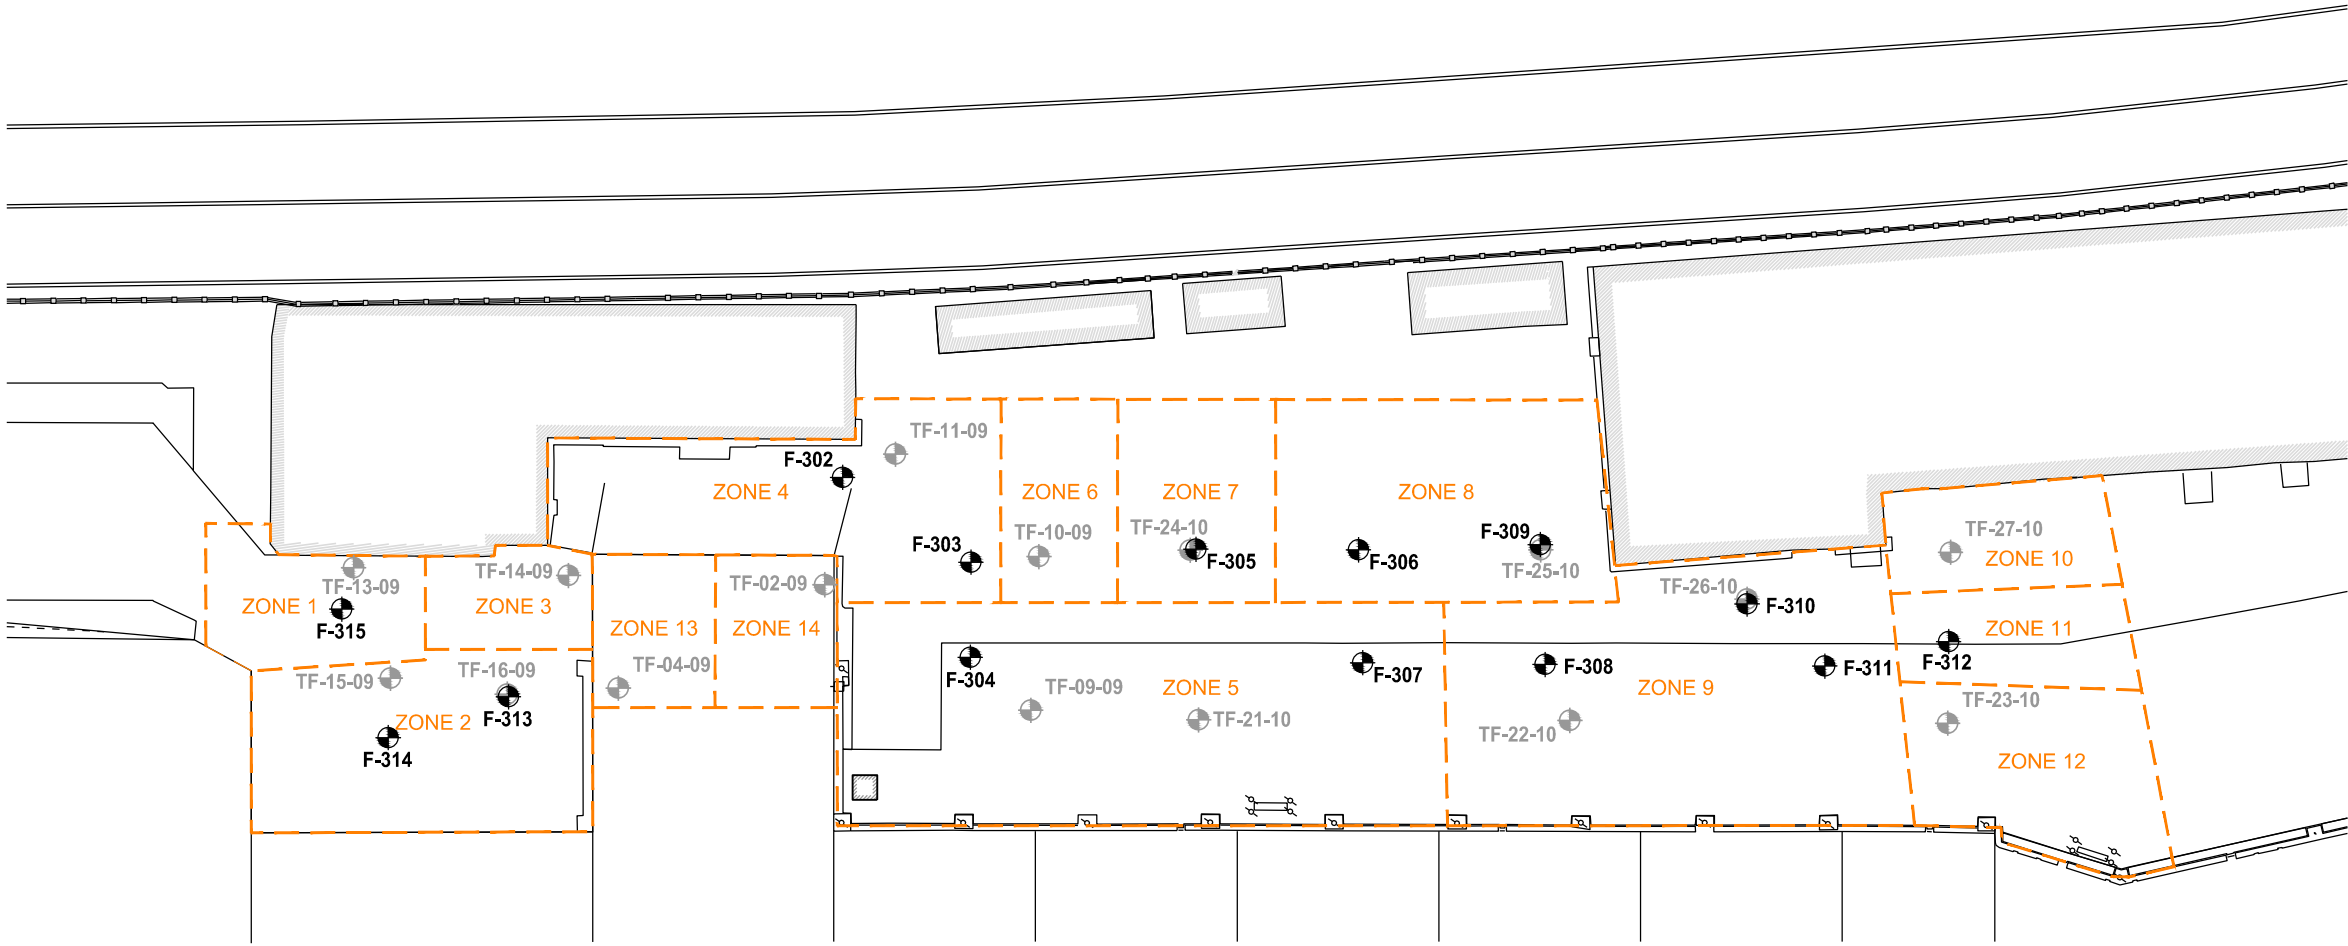 TF-11-09
F-302
ZONE 4
ZONE 6
ZONE 7
ZONE 8
TF-24-10
TF-10-09
F-303
F-305
F-306
F-309
TF-25-10
TF-27-10
ZONE 10
TF-14-09
TF-13-09
ZONE 1
ZONE 3
TF-02-09
TF-26-10
F-310
F-315
ZONE 13
ZONE 14
ZONE 11
F-312
TF-15-09
TF-16-09
TF-04-09
F-304
F-307
F-308
F-311
TF-09-09
ZONE 5
ZONE 9
TF-23-10
F-313
ZONE 2
TF-21-10
TF-22-10
F-314
ZONE 12